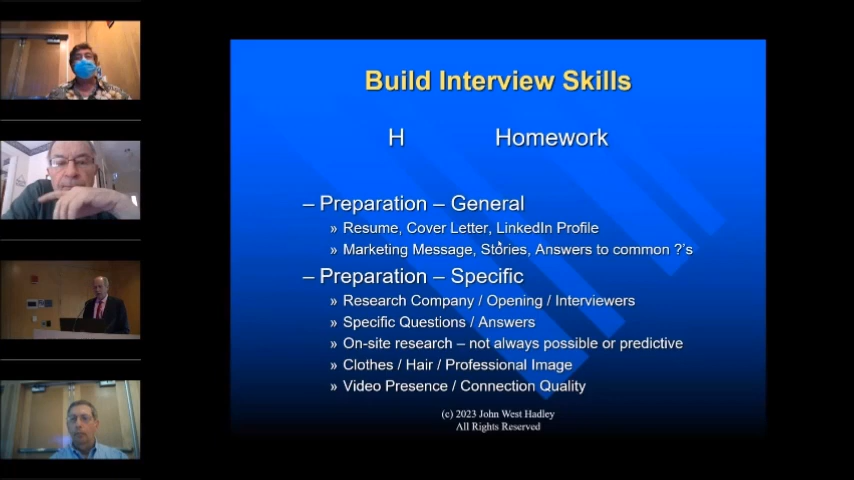 Build Interview Skills
H Homework
– Preparation – General
» Resume, Cover Letter, LinkedIn Profile
» Marketing Message, Stories, Answers to common ?'s
– Preparation – Specific
» Research Company / Opening / Interviewers
» Specific Questions / Answers
» On-site research – not always possible or predictive
» Clothes / Hair / Professional Image
» Video Presence / Connection Quality
(c) 2023 John West Hadley
All Rights Reserved